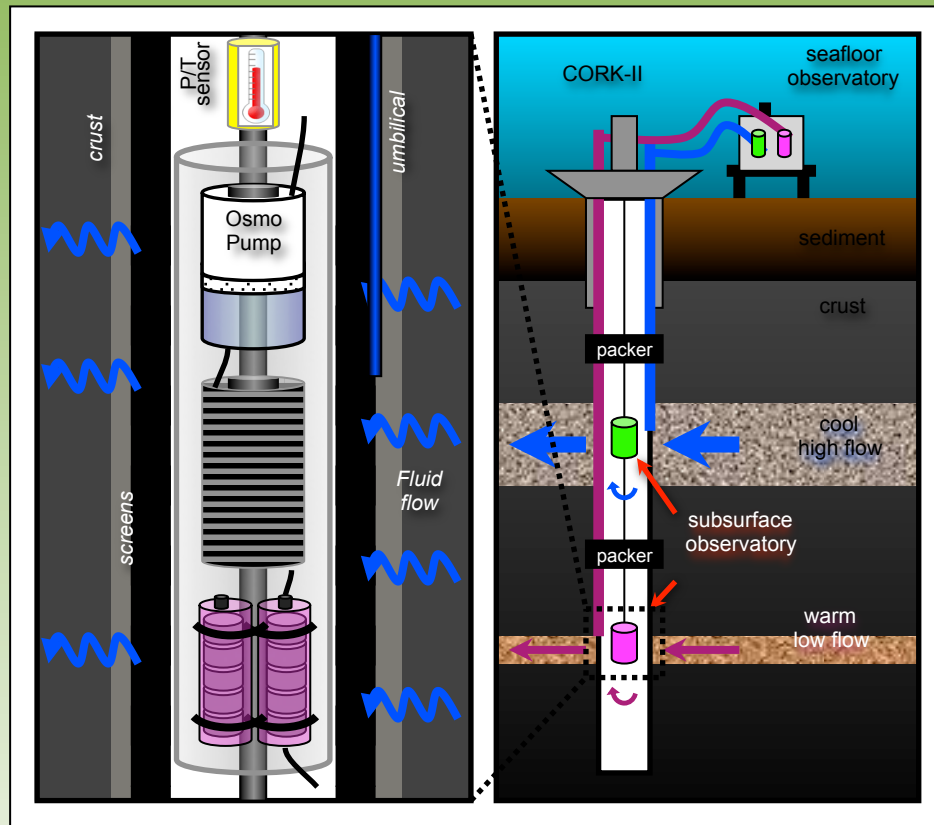 P/T
sensor
crust
umbilical
Osmo
Pump
Fluid
flow
screens
CORK-II
seafloor
observatory
sediment
crust
packer
cool
high flow
subsurface
observatory
packer
warm
low flow